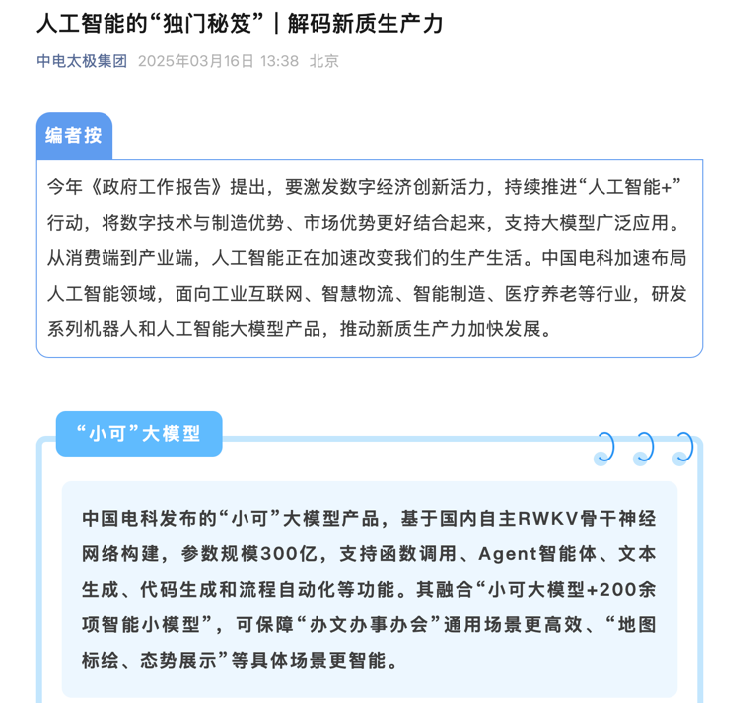 人工智能的“独门秘笈”｜解码新质生产力
中电太极集团 2025年03月16日 13:38 北京
编者按
今年《政府工作报告》提出，要激发数字经济创新活力，持续推进“人工智能+”
行动，将数字技术与制造优势、市场优势更好结合起来，支持大模型广泛应用。
从消费端到产业端，人工智能正在加速改变我们的生产生活。中国电科加速布局
人工智能领域，面向工业互联网、智慧物流、智能制造、医疗养老等行业，研发
系列机器人和人工智能大模型产品，推动新质生产力加快发展。
“小可”大模型
中国电科发布的“小可”大模型产品，基于国内自主RWKV骨干神经
网络构建，参数规模300亿，支持函数调用、Agent智能体、文本
生成、代码生成和流程自动化等功能。其融合“小可大模型+200余
项智能小模型”，可保障“办文办事办会”通用场景更高效、“地图
标绘、态势展示”等具体场景更智能。